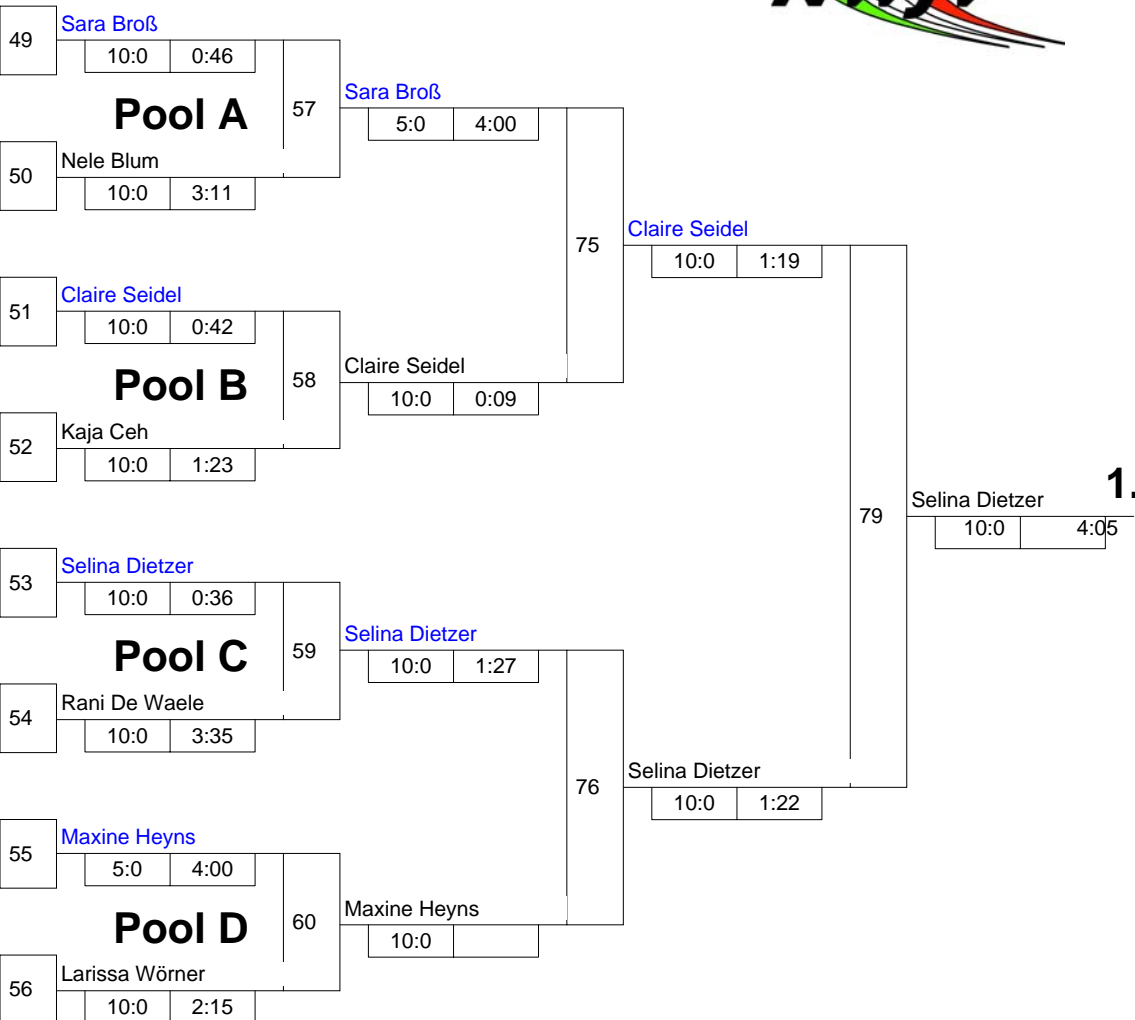 49
Sara Broß
10:0 0:46
Pool A
57
Sara Broß
5:0 4:00
50
Nele Blum
10:0 3:11
75
Claire Seidel
10:0 1:19
51
Claire Seidel
10:0 0:42
Pool B
58
Claire Seidel
10:0 0:09
52
Kaja Ceh
10:0 1:23
79
Selina Dietzer
1.
10:0 4:05
53
Selina Dietzer
10:0 0:36
Pool C
59
Selina Dietzer
10:0 1:27
54
Rani De Waele
10:0 3:35
76
Selina Dietzer
10:0 1:22
55
Maxine Heyns
5:0 4:00
Pool D
60
Maxine Heyns
10:0
56
Larissa Wörner
10:0 2:15